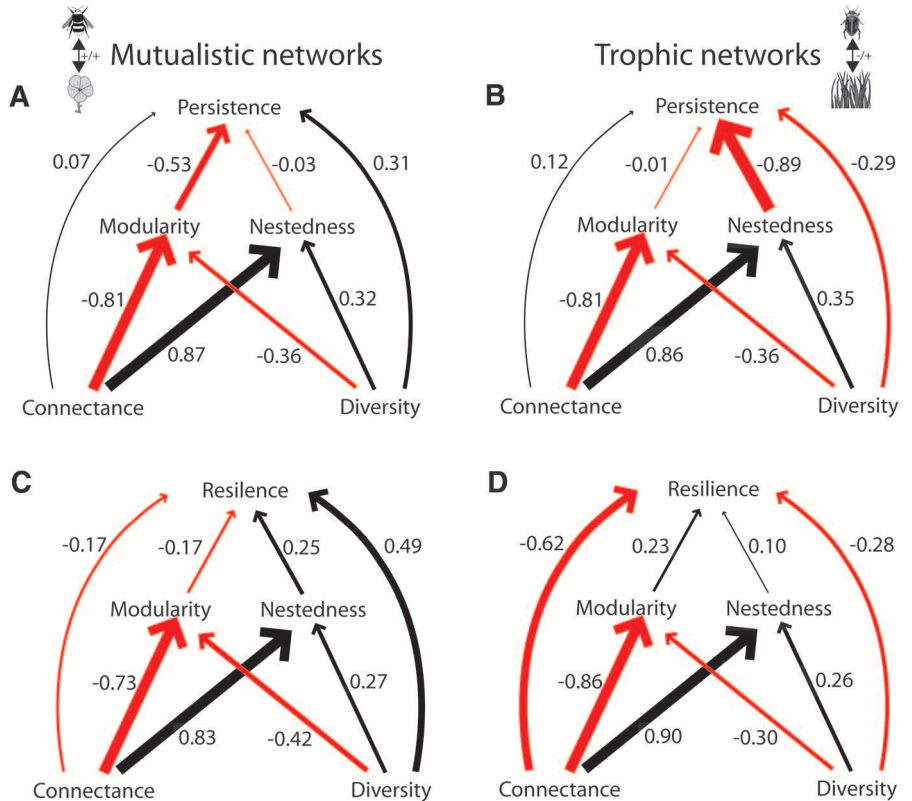 Mutualistic networks
Trophic networks
+/+
-/+
A
Persistence
0.07
-0.53
-0.03
0.31
Modularity
Nestedness
-0.81
0.32
0.87
-0.36
Connectance
Diversity
B
Persistence
0.12
-0.01
-0.89
-0.29
Modularity
Nestedness
-0.81
0.35
0.86
-0.36
Connectance
Diversity
C
Resilence
-0.17
-0.17
0.25
0.49
Modularity
Nestedness
-0.73
0.27
0.83
-0.42
Connectance
Diversity
D
Resilience
-0.62
0.23
0.10
-0.28
Modularity
Nestedness
-0.86
0.26
0.90
-0.30
Connectance
Diversity